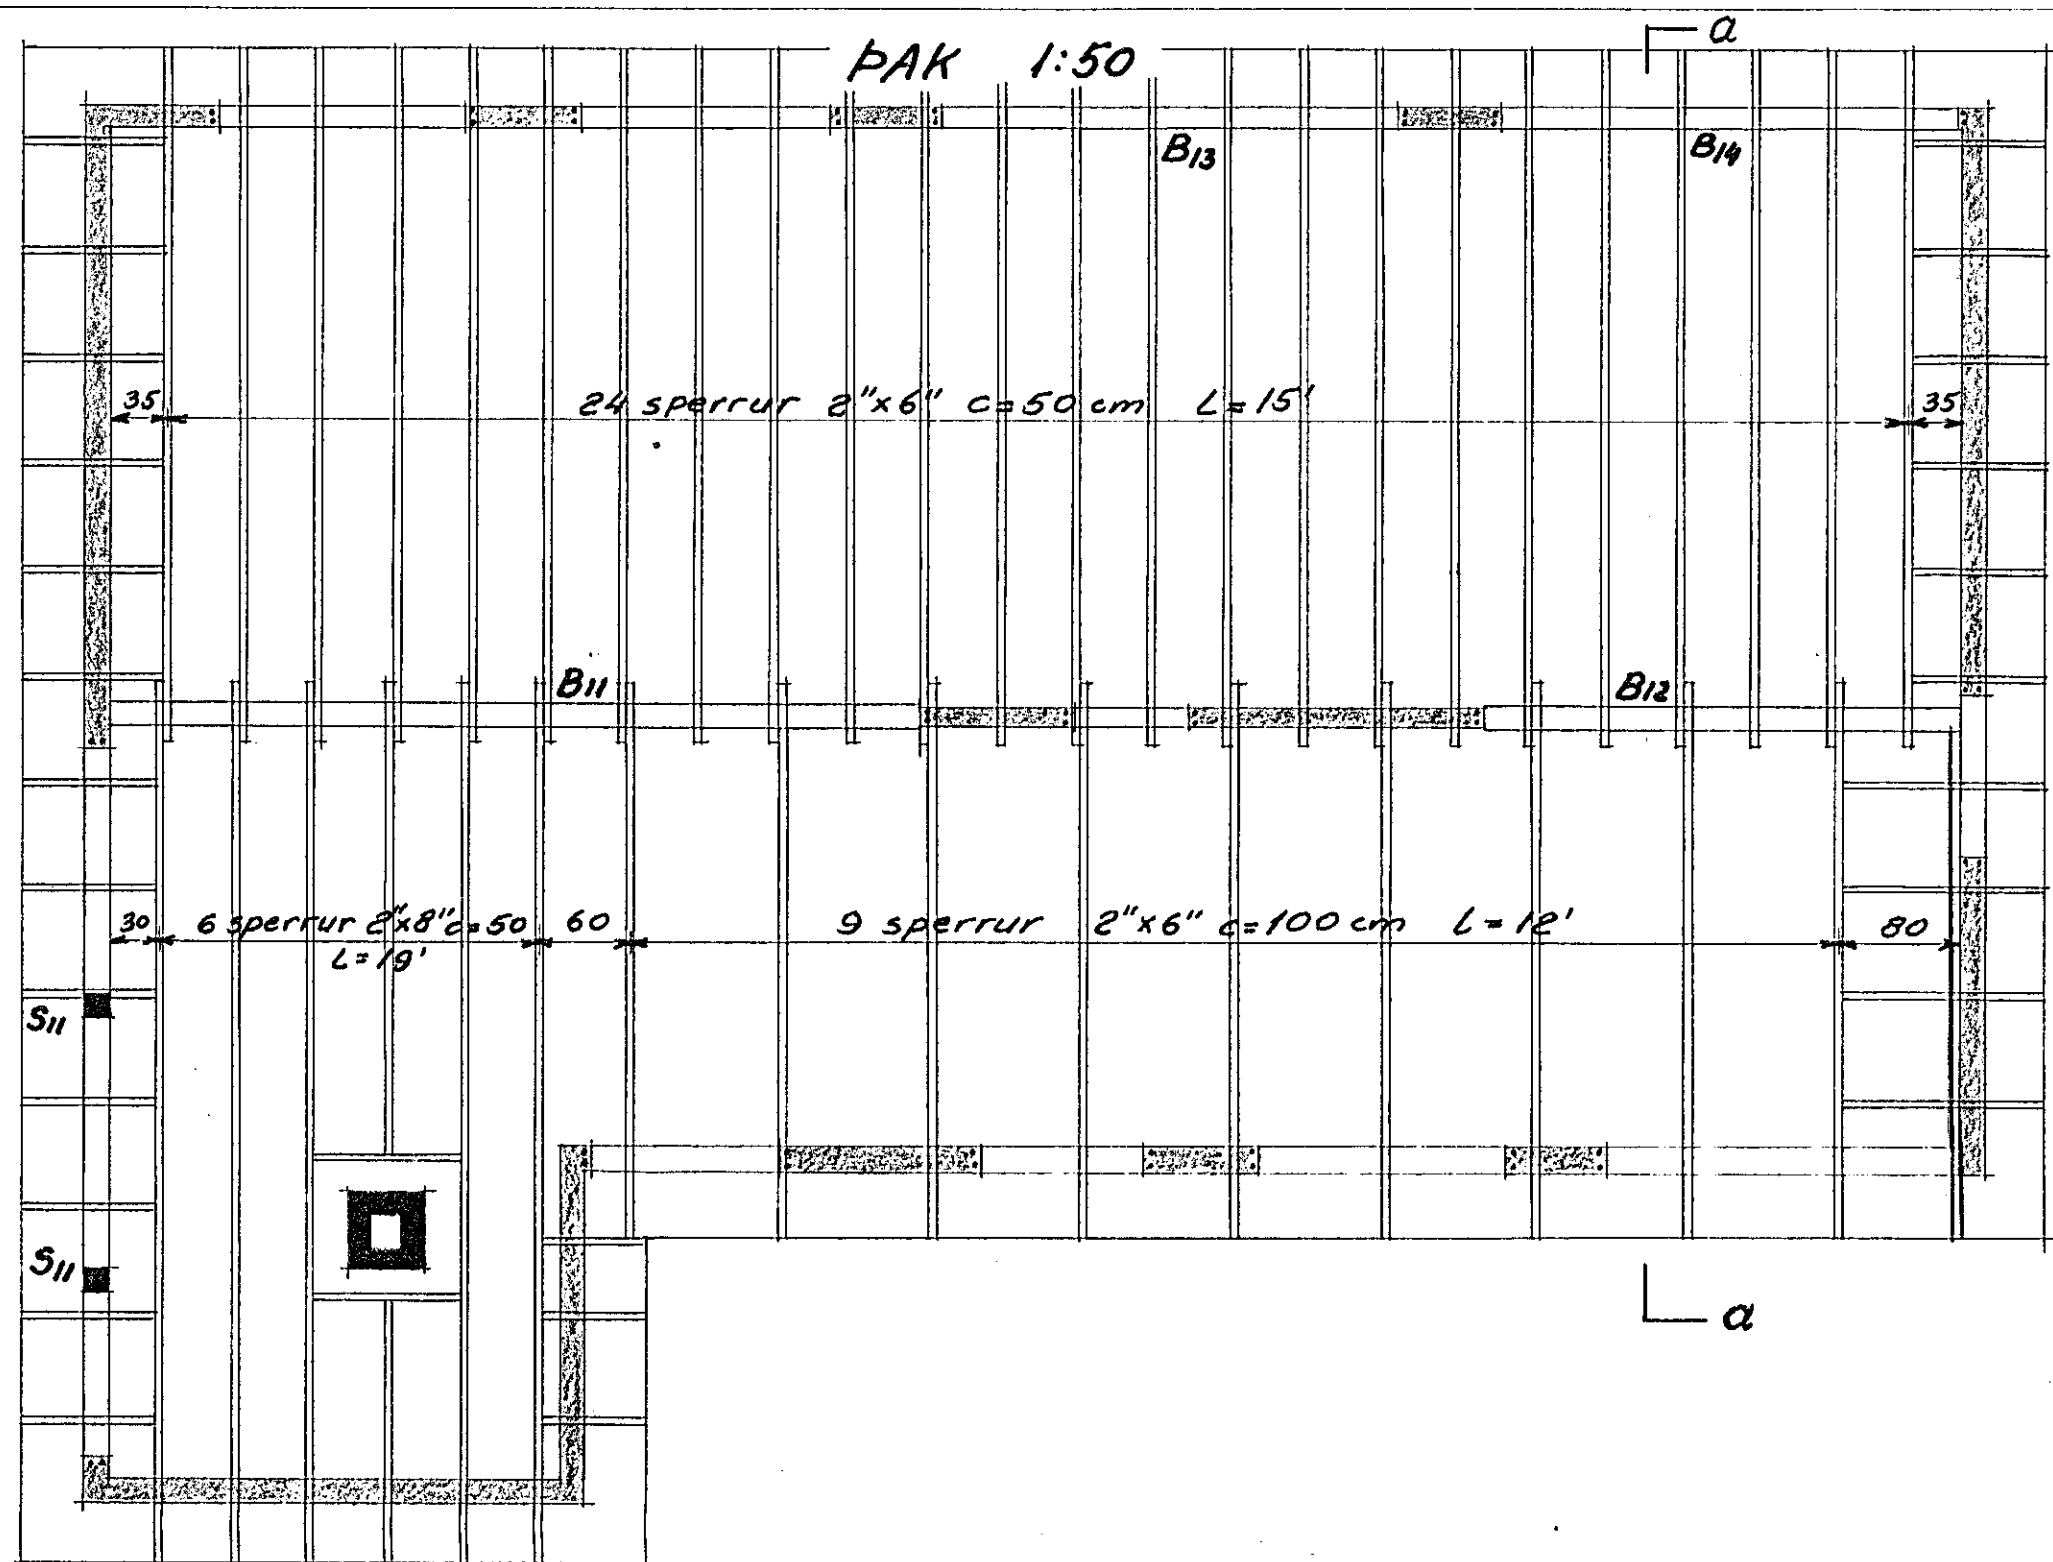 ÞAK 1:50
a
B13
B14
35
24 sperrur 2"x6" c=50 cm L=15'
35
B11
B12
30
6 sperrur 2"x8" c=50
L=19'
60
9 sperrur 2"x6" c=100 cm L=12'
80
S11
S11
a